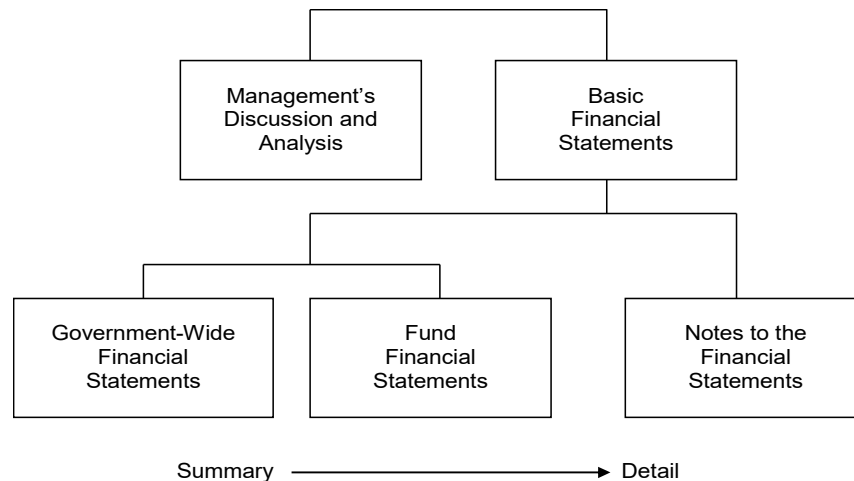 Management’s
Discussion and
Analysis
Basic
Financial
Statements
Government-Wide
Financial
Statements
Fund
Financial
Statements
Notes to the
Financial
Statements
Summary
Detail